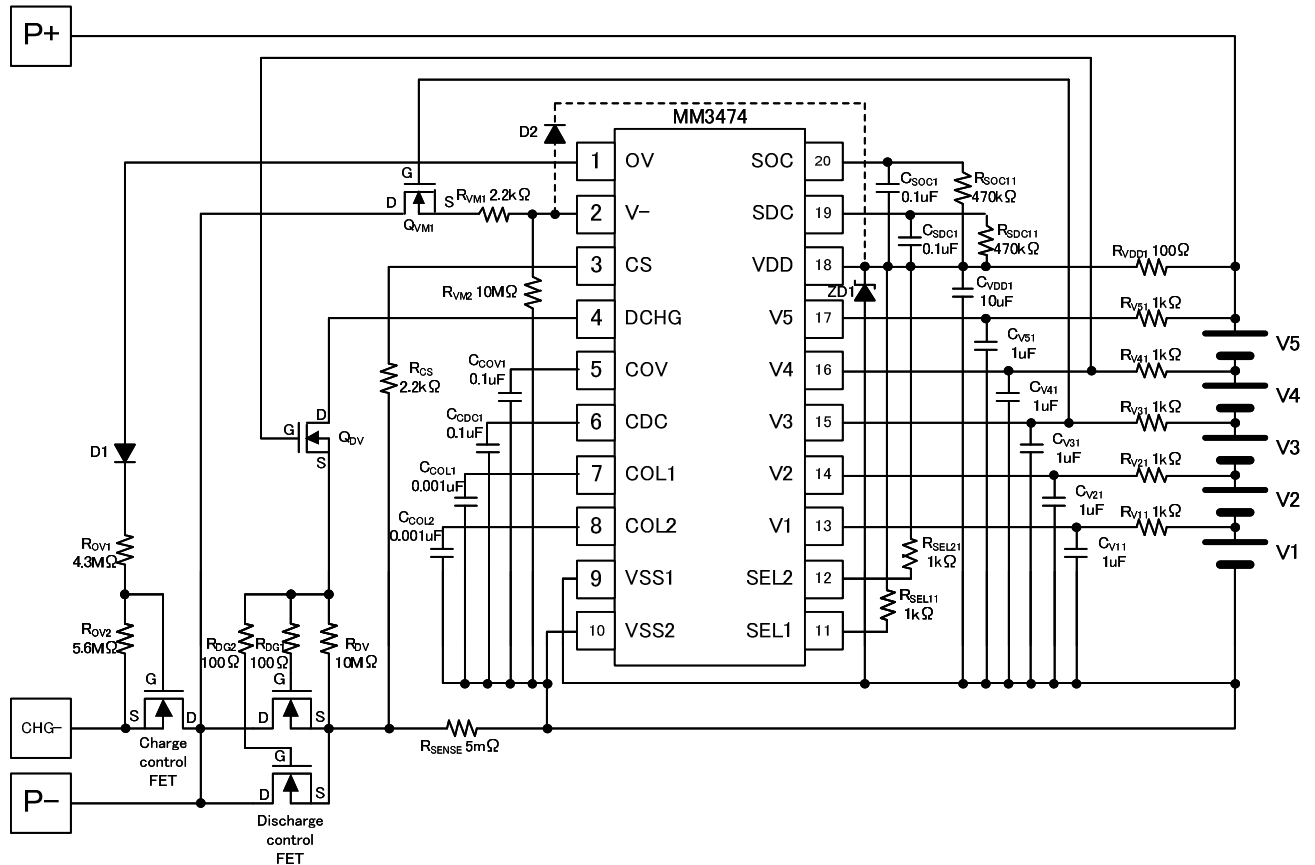 P+
MM3474
D2
1 OV
2 V-
3 CS
4 DCHG
5 COV
6 CDC
7 COL1
8 COL2
9 VSS1
10 VSS2
SOC 20
SDC 19
VDD 18
V5 17
V4 16
V3 15
V2 14
V1 13
SEL2 12
SEL1 11
G
D S
QVM1
RVM1 2.2kΩ
RVM2 10MΩ
RCS
2.2kΩ
CCOV1
0.1uF
CCDC1
0.1uF
CCOL1
0.001uF
CCOL2
0.001uF
D
G QDV
S
D1
ROV1
4.3MΩ
ROV2
5.6MΩ
RDG2
100Ω
RDG1
100Ω
RDV
10MΩ
CSOC1
0.1uF
RSOC11
470kΩ
CSDC1
0.1uF
RSDC11
470kΩ
ZD1
CVDD1
10uF
RVDD1 100Ω
RV51 1kΩ
CV51
1uF
RV41 1kΩ
CV41
1uF
RV31 1kΩ
CV31
1uF
RV21 1kΩ
CV21
1uF
RV11 1kΩ
CV11
1uF
RSEL21
1kΩ
RSEL11
1kΩ
V5
V4
V3
V2
V1
CHG-
G
S D
Charge
control
FET
G
D S
RSENSE 5mΩ
P-
G
D S
Discharge
control
FET